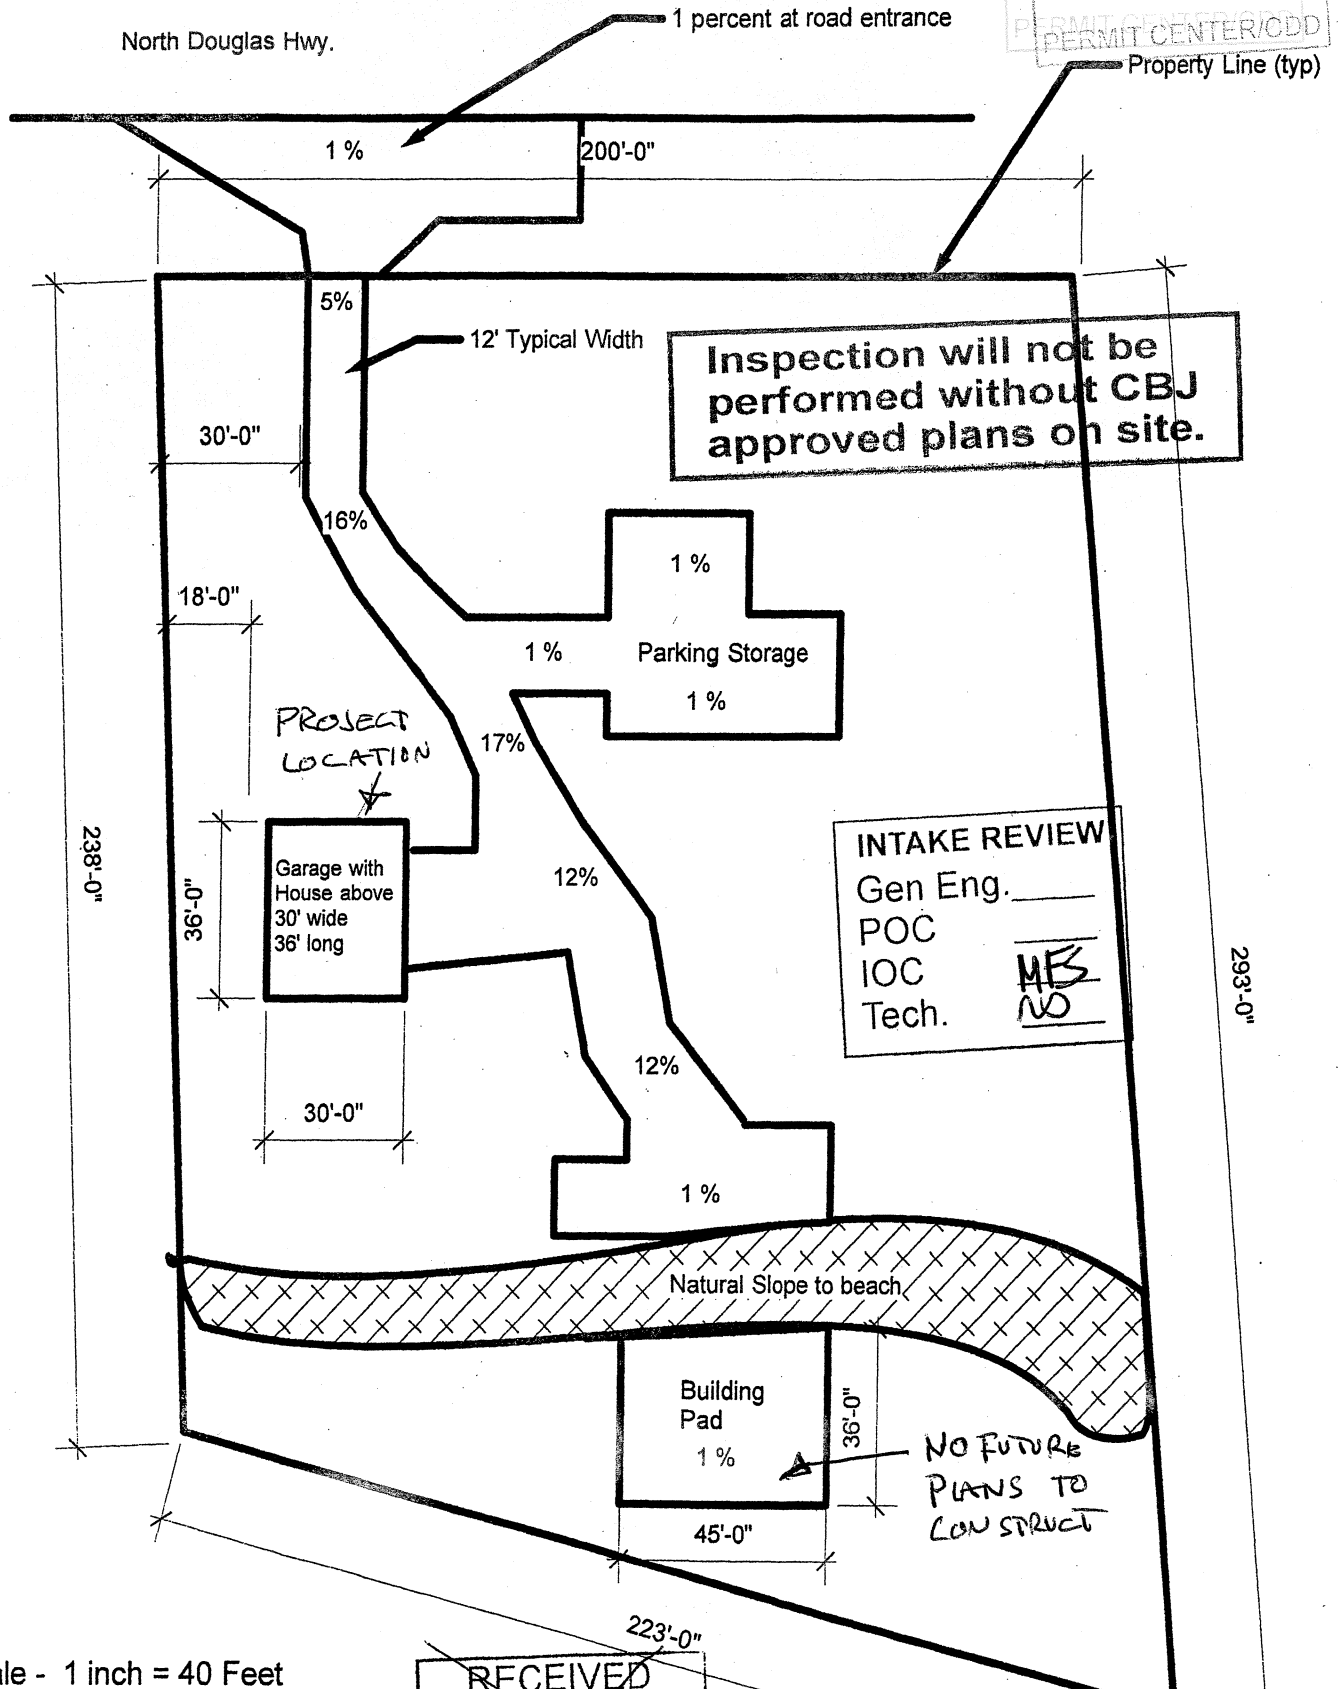 1 percent at road entrance
North Douglas Hwy.
PERMIT CENTER/CDD
PERMIT CENTER/CDD
Property Line (typ)
1 %
200'-0"
5%
12' Typical Width
Inspection will not be
performed without CBJ
approved plans on site.
30'-0"
16%
1 %
18'-0"
1 %
Parking Storage
1 %
PROJECT
LOCATION
17%
238'-0"
36'-0"
Garage with
House above
30' wide
36' long
12%
INTAKE REVIEW
Gen Eng.
POC
IOC MFS
Tech. NO
293'-0"
12%
30'-0"
1 %
Natural Slope to beach
Building
Pad
1 %
36'-0"
NO FUTURE
PLANS TO
CONSTRUCT
45'-0"
223'-0"
ale - 1 inch = 40 Feet
RECEIVED